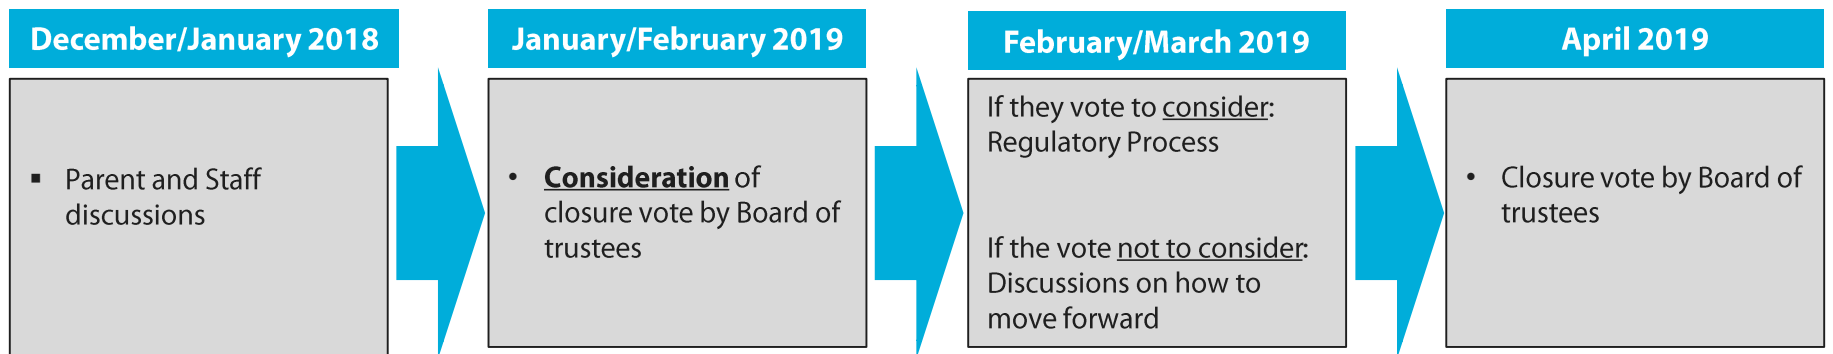 December/January 2018
▪ Parent and Staff
discussions
January/February 2019
• Consideration of
closure vote by Board of
trustees
February/March 2019
If they vote to consider:
Regulatory Process
If the vote not to consider:
Discussions on how to
move forward
April 2019
• Closure vote by Board of
trustees